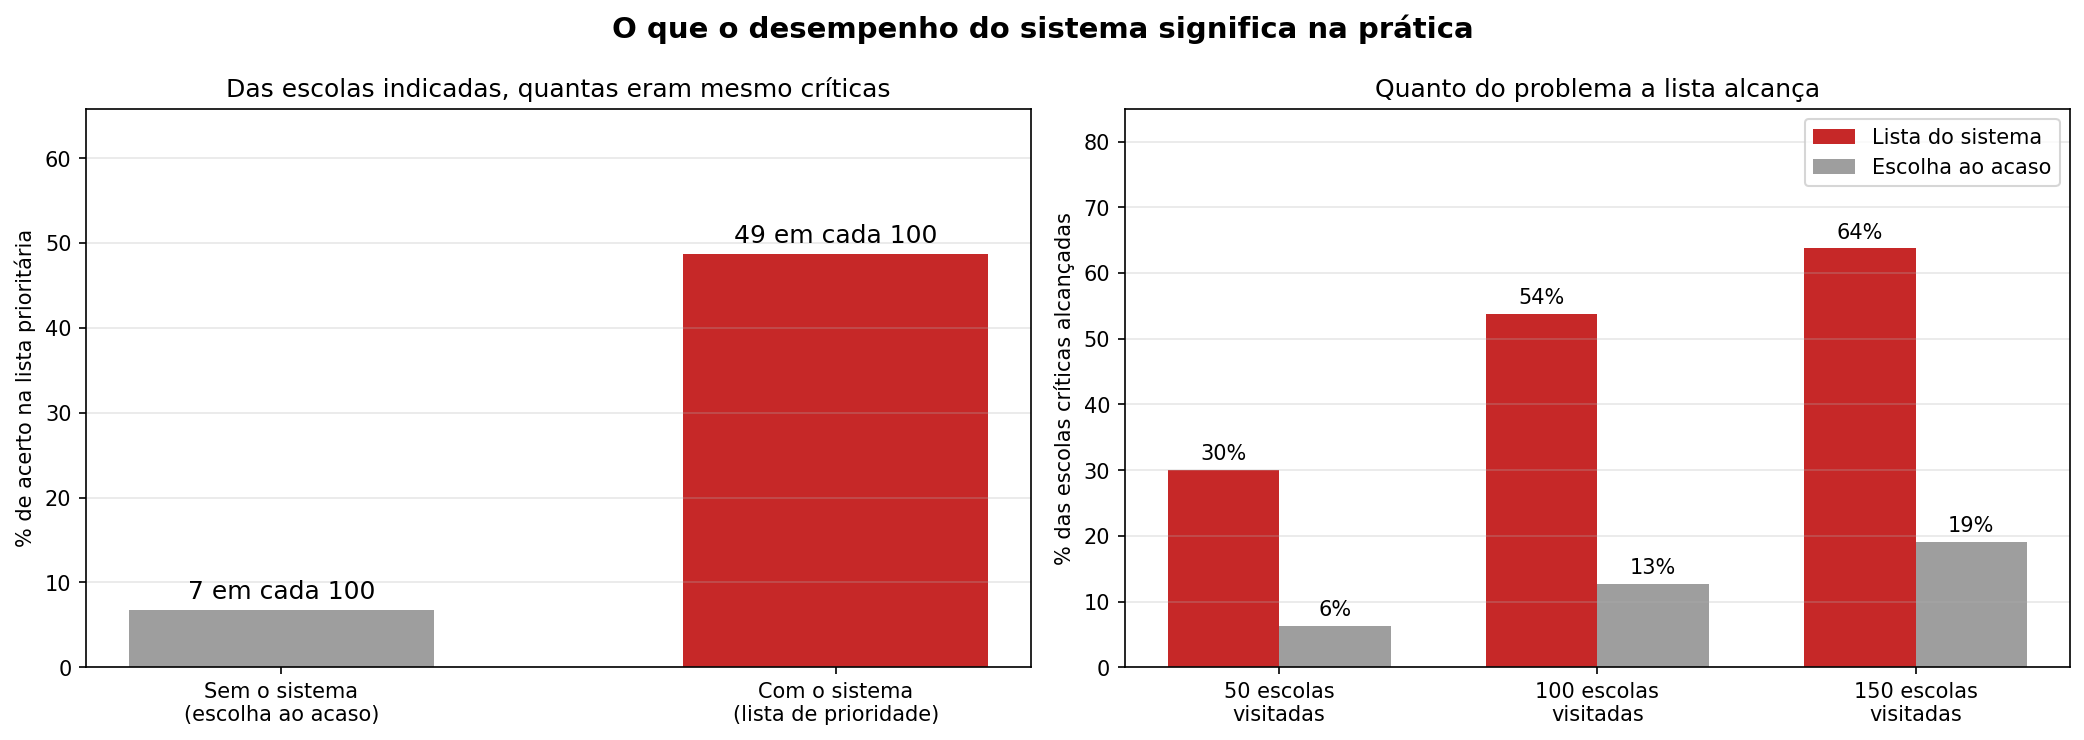 O que o desempenho do sistema significa na prática
Das escolas indicadas, quantas eram mesmo críticas
% de acerto na lista prioritária
60
50
40
30
20
10
0
7 em cada 100
49 em cada 100
Sem o sistema
(escolha ao acaso)
Com o sistema
(lista de prioridade)
Quanto do problema a lista alcança
% das escolas críticas alcançadas
80
70
60
50
40
30
20
10
0
Lista do sistema
Escolha ao acaso
30%
6%
54%
13%
64%
19%
50 escolas
visitadas
100 escolas
visitadas
150 escolas
visitadas